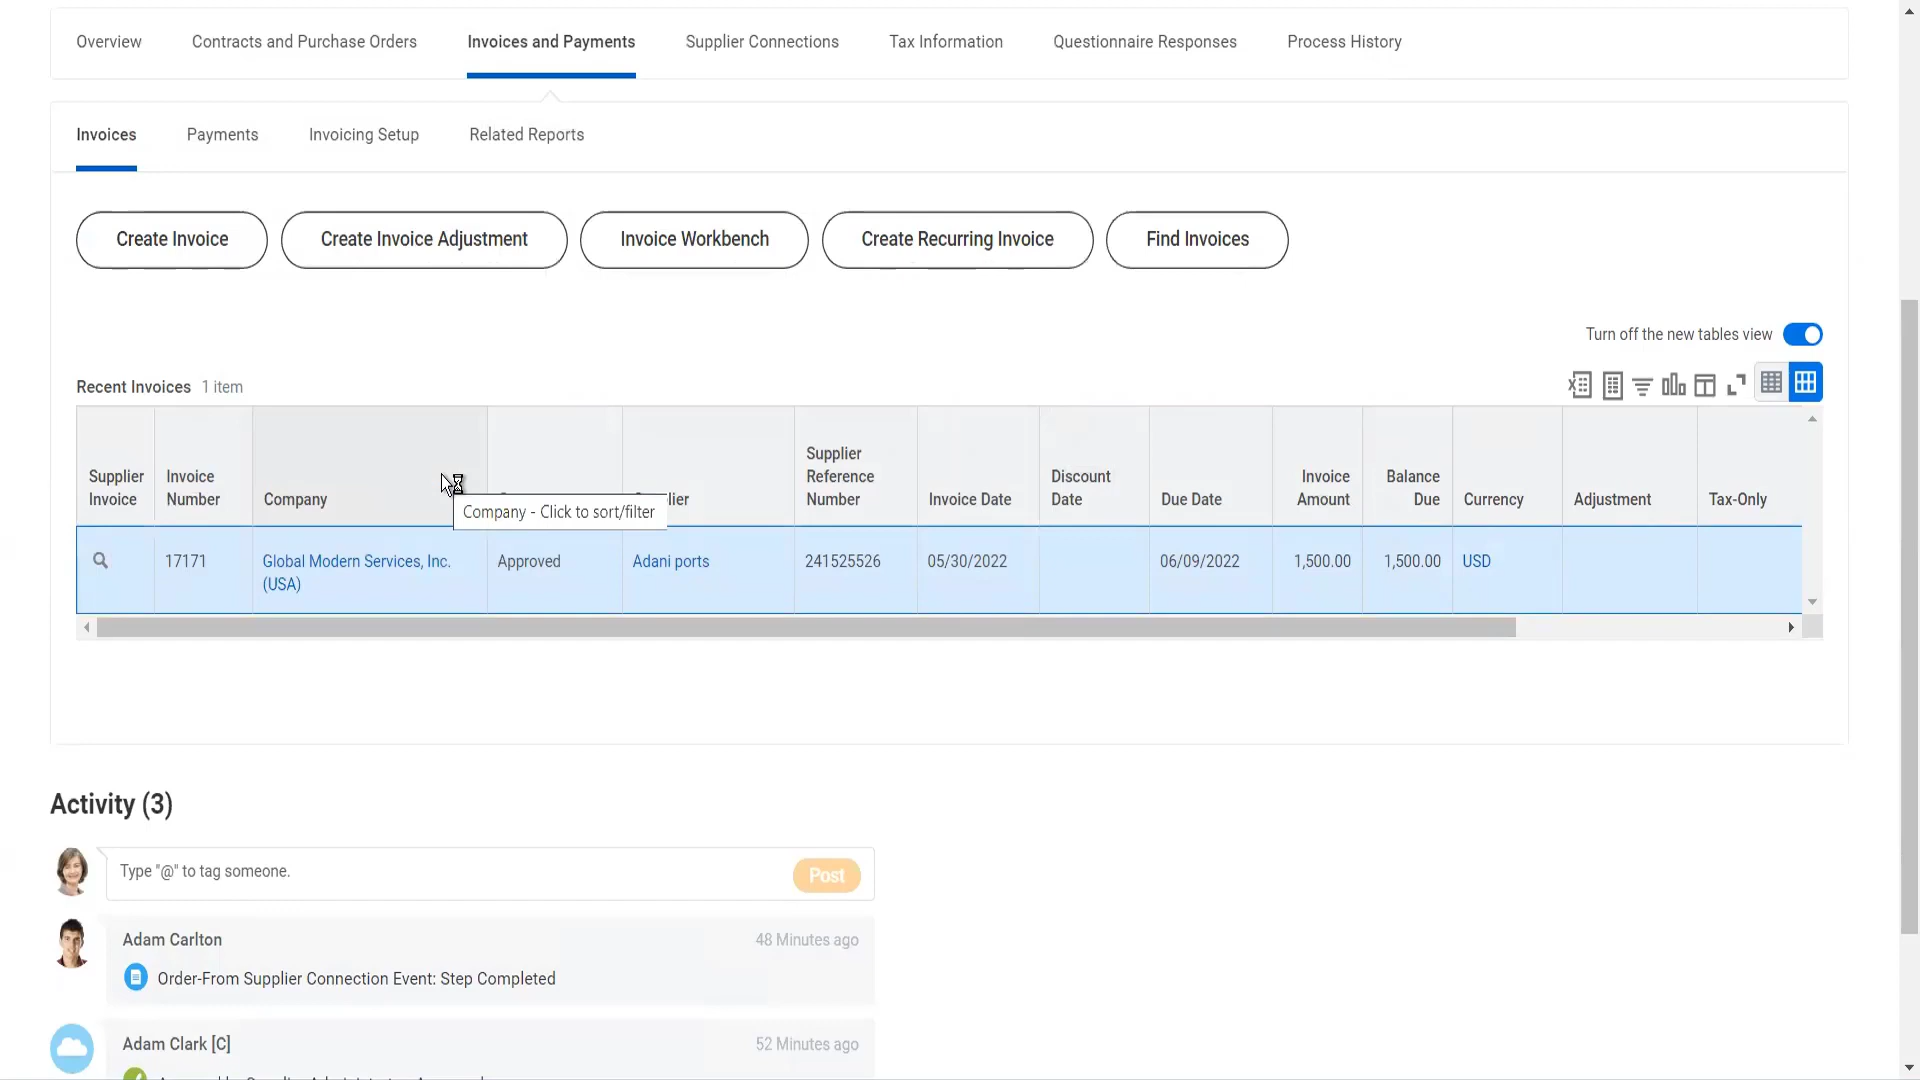 Overview Contracts and Purchase Orders Invoices and Payments Supplier Connections Tax Information Questionnaire Responses Process History
Invoices Payments Invoicing Setup Related Reports
Create Invoice Create Invoice Adjustment Invoice Workbench Create Recurring Invoice Find Invoices
Turn off the new tables view
Recent Invoices 1 item
Supplier Invoice
Invoice Number
Company
Supplier Reference Number
Invoice Date
Discount Date
Due Date
Invoice Amount
Balance Due
Currency
Adjustment
Tax-Only
Company - Click to sort/filter
17171
Global Modern Services, Inc.
(USA)
Approved
Adani ports
241525526
05/30/2022
06/09/2022
1,500.00
1,500.00
USD
Activity (3)
Type "@" to tag someone.
Post
Adam Carlton 48 Minutes ago
Order-From Supplier Connection Event: Step Completed
Adam Clark [C] 52 Minutes ago